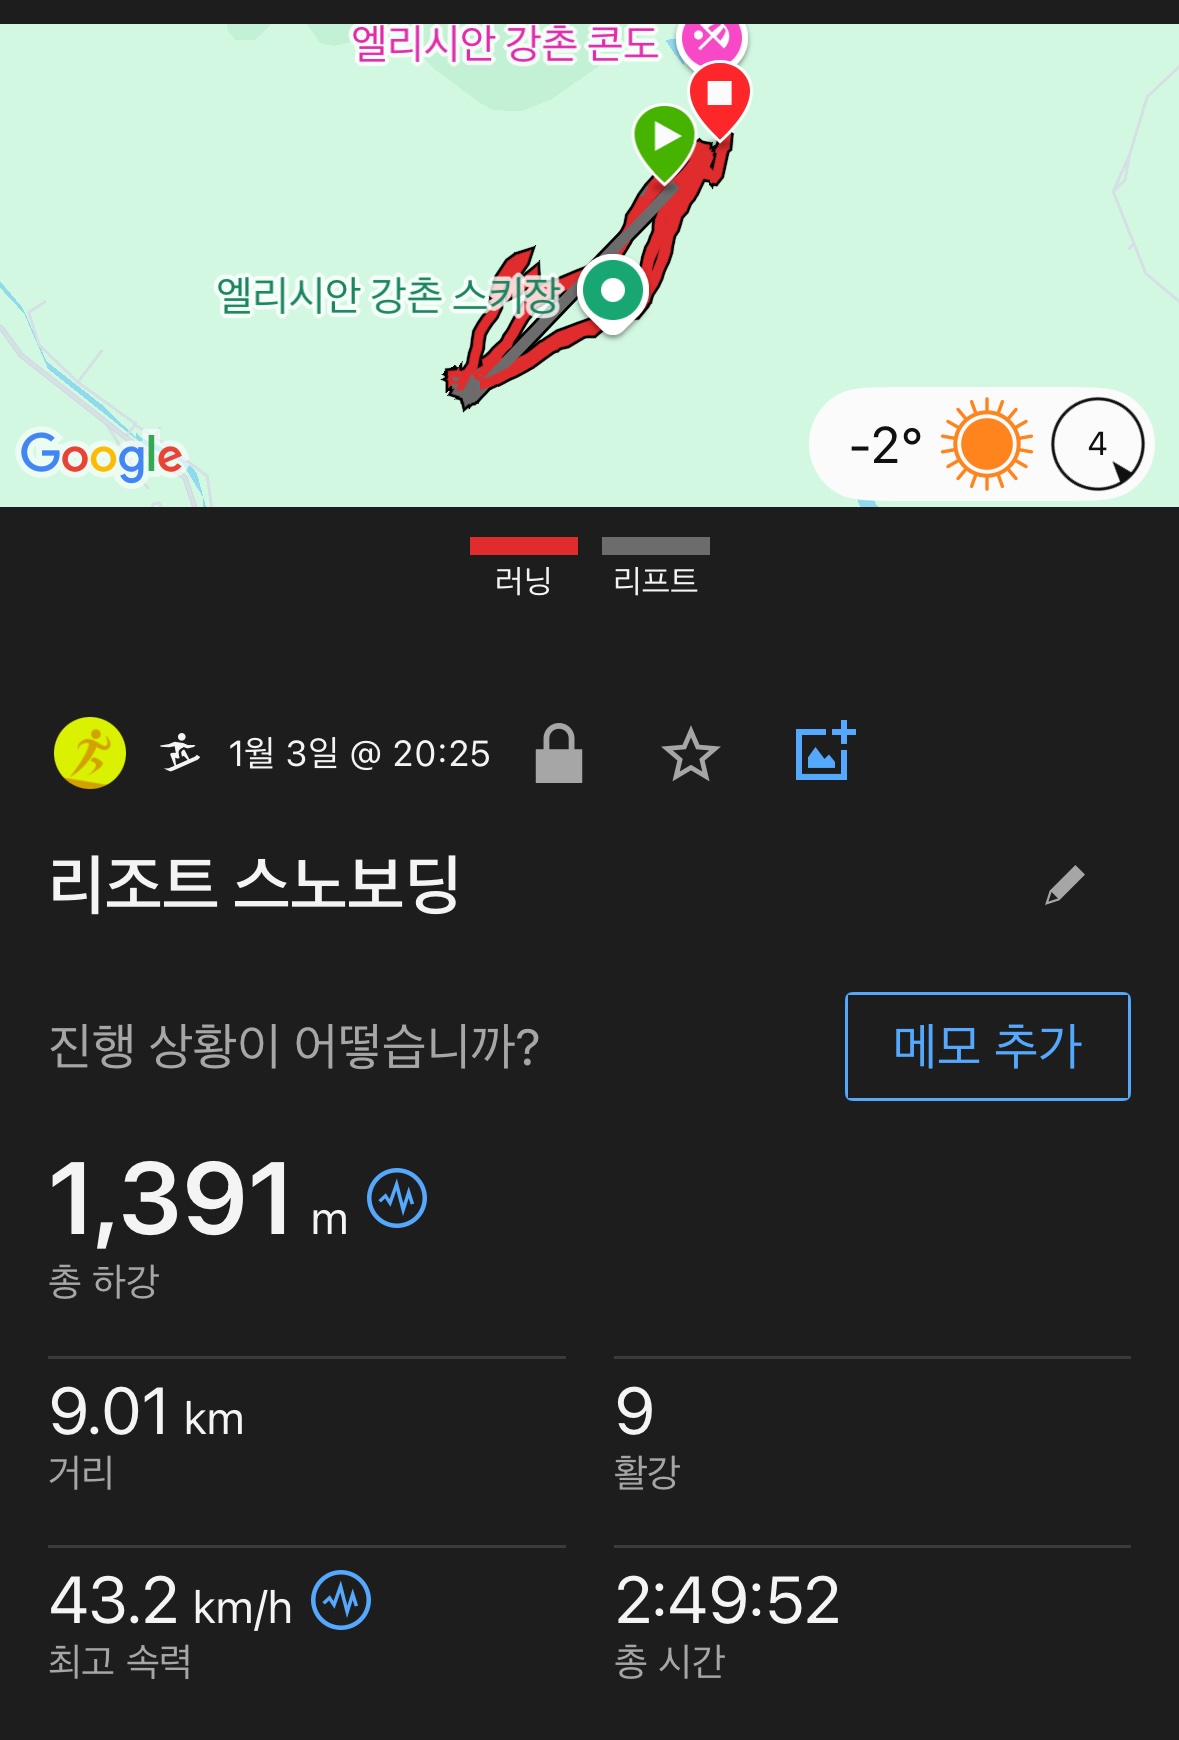 엘리시안 강촌 콘도
엘리시안 강촌 스키장
Google
-2°
4
러닝
리프트
1월 3일 @ 20:25
리조트 스노보딩
진행 상황이 어떻습니까?
메모 추가
1,391 m
총 하강
9.01 km
거리
9
활강
43.2 km/h
최고 속력
2:49:52
총 시간